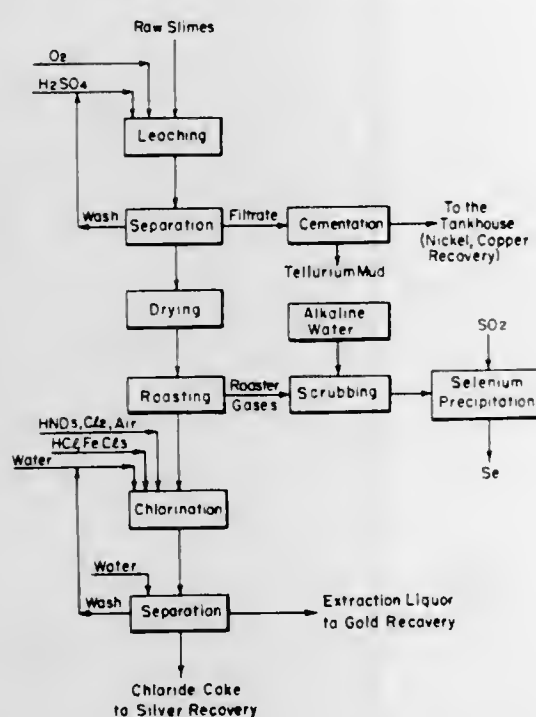 Raw Slimes
O2
H2SO4
Leaching
Wash
Separation
Filtrate
Cementation
To the
Tankhouse
(Nickel, Copper
Recovery)
Tellurium Mud
Drying
Alkaline
Water
SO2
Roasting
Roaster
Gases
Scrubbing
Selenium
Precipitation
HNO3, Cl2, Air
HCl, FeCl3
Water
Se
Chlorination
Water
Wash
Separation
Extraction Liquor
to Gold Recovery
Chloride Cake
to Silver Recovery